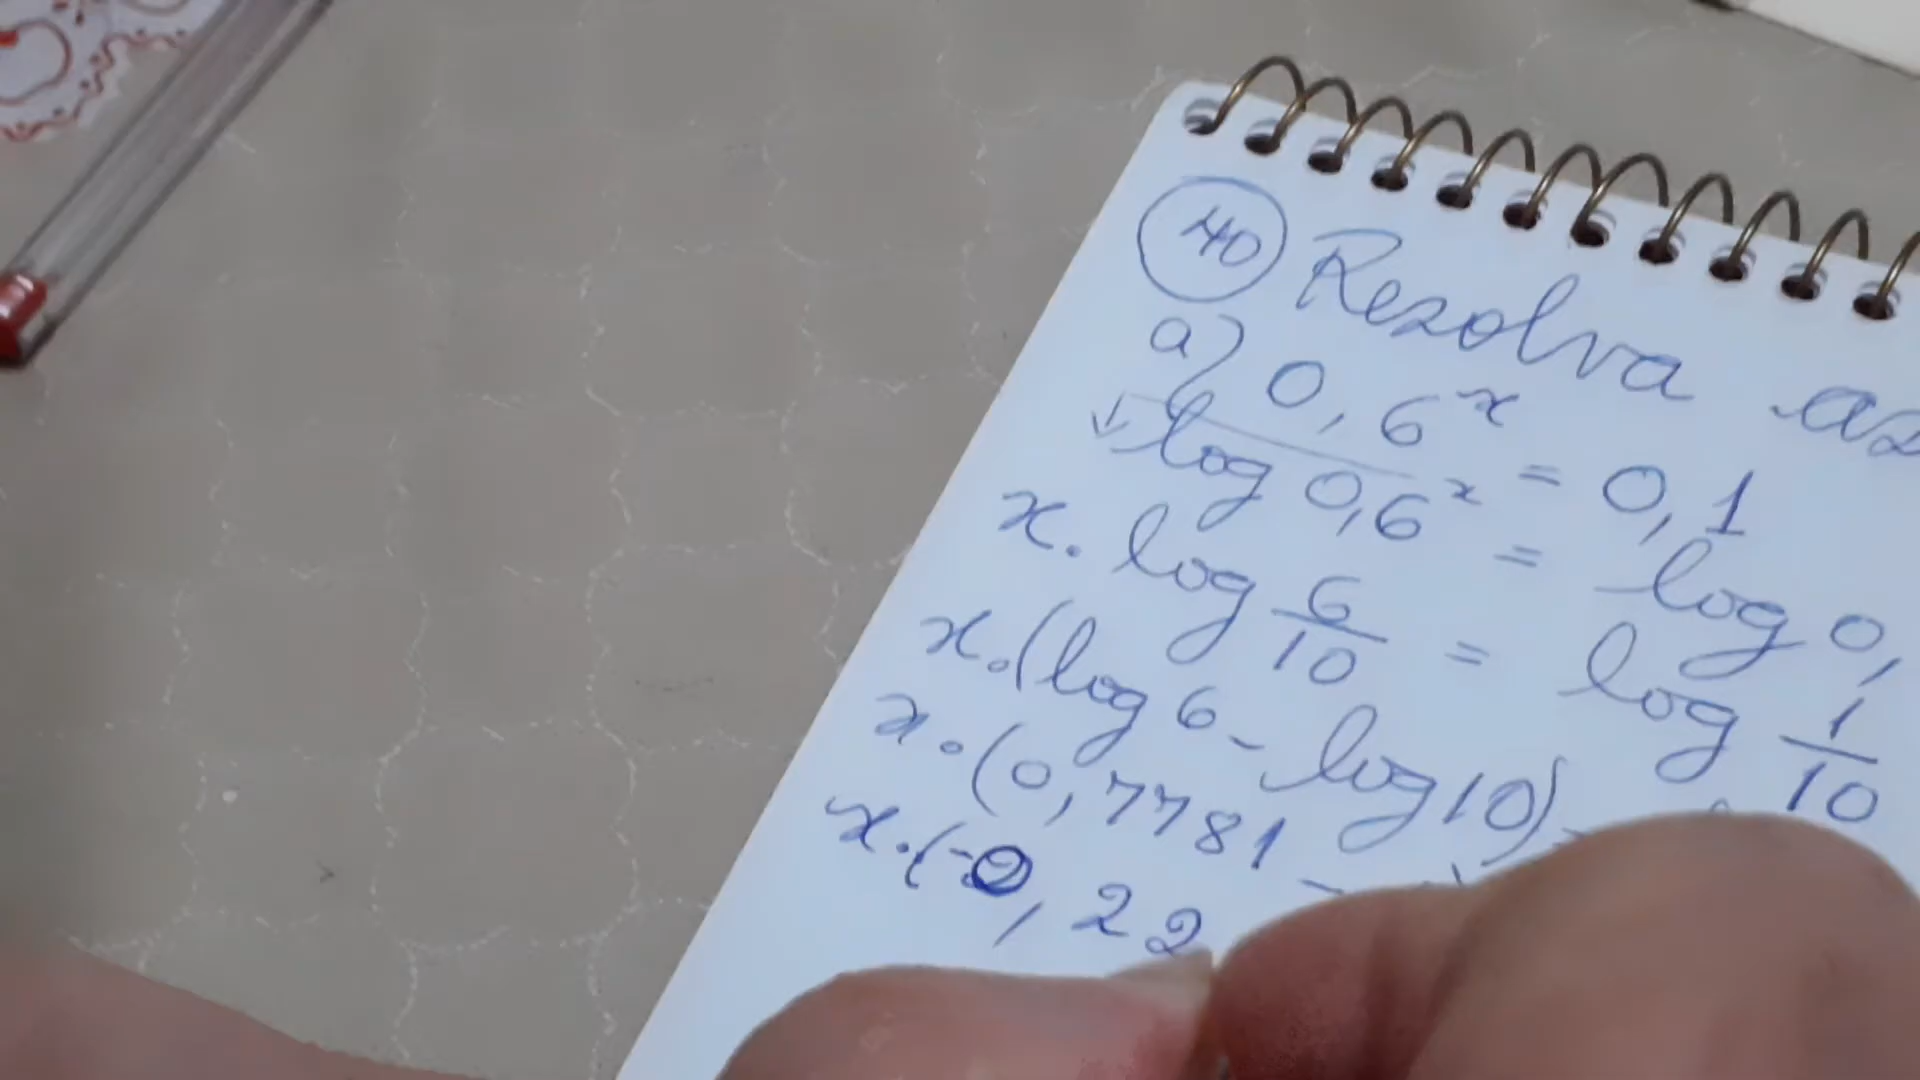 40 Resolva as
a) 0,6^x = 0,1
↓ log 0,6^x = log 0,
x. log 6/10 = log 1/10
x.(log 6 - log 10) =
x.(0,7781 -
x.(-0,22